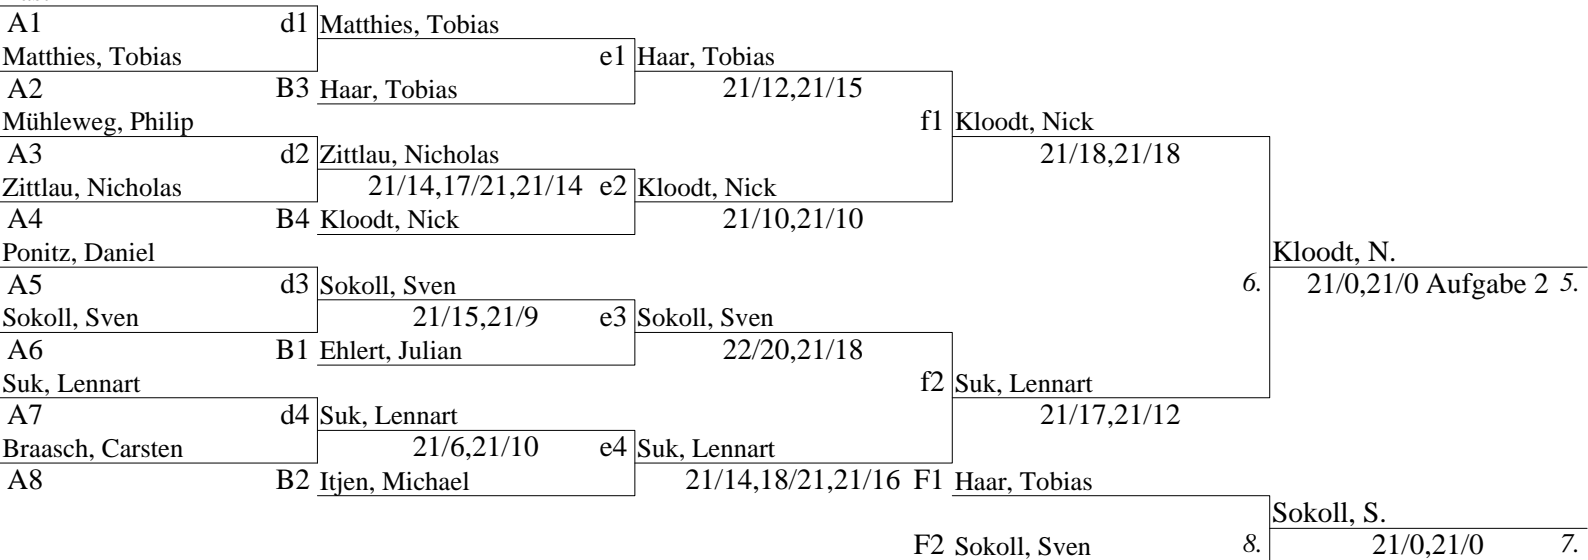 A1 d1 Matthies, Tobias
Matthies, Tobias e1 Haar, Tobias
A2 B3 Haar, Tobias 21/12,21/15
Mühleweg, Philip f1 Kloodt, Nick
A3 d2 Zittlau, Nicholas 21/18,21/18
Zittlau, Nicholas 21/14,17/21,21/14 e2 Kloodt, Nick
A4 B4 Kloodt, Nick 21/10,21/10
Ponitz, Daniel Kloodt, N.
A5 d3 Sokoll, Sven 6. 21/0,21/0 Aufgabe 2 5.
Sokoll, Sven 21/15,21/9 e3 Sokoll, Sven
A6 B1 Ehlert, Julian 22/20,21/18
Suk, Lennart f2 Suk, Lennart
A7 d4 Suk, Lennart 21/17,21/12
Braasch, Carsten 21/6,21/10 e4 Suk, Lennart
A8 B2 Itjen, Michael 21/14,18/21,21/16 F1 Haar, Tobias
Sokoll, S.
F2 Sokoll, Sven 8. 21/0,21/0 7.